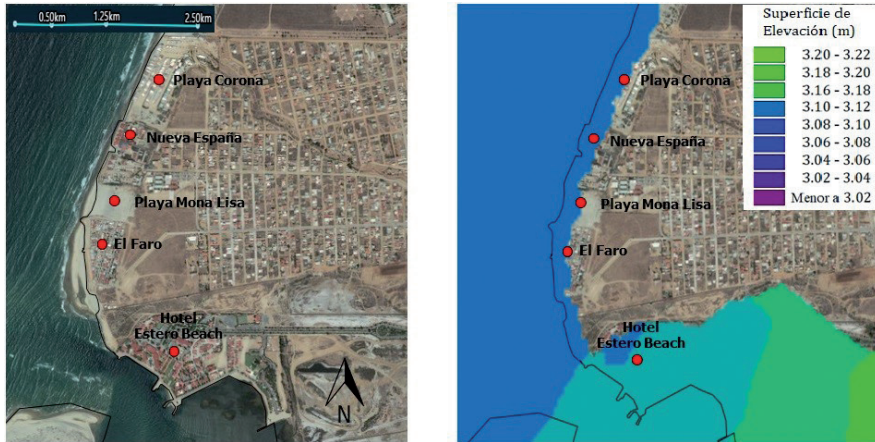 0.50km 1.25km 2.50km
Playa Corona
Nueva España
Playa Mona Lisa
El Faro
Hotel
Estero Beach
N
Playa Corona
Nueva España
Playa Mona Lisa
El Faro
Hotel
Estero Beach
Superficie de
Elevación (m)
3.20 - 3.22
3.18 - 3.20
3.16 - 3.18
3.10 - 3.12
3.08 - 3.10
3.06 - 3.08
3.04 - 3.06
3.02 - 3.04
Menor a 3.02